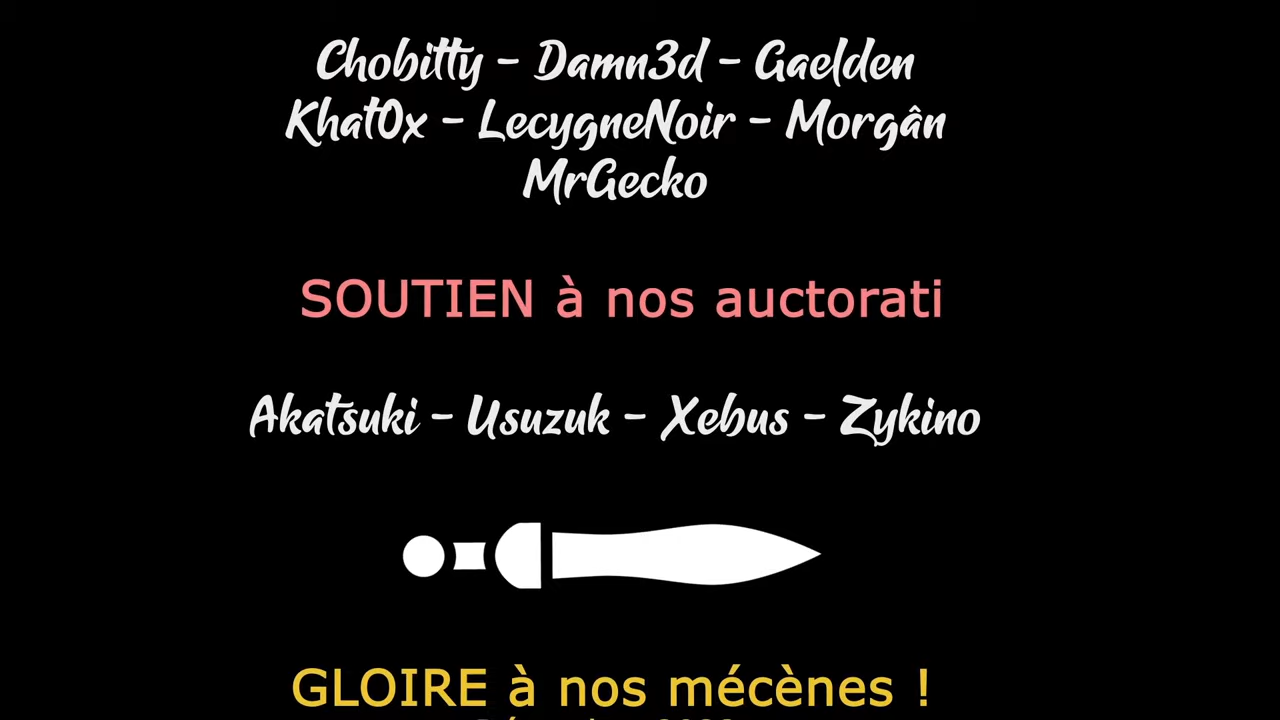 Chobitty - Damn3d - Gaelden
Khat0x - LecygneNoir - Morgân
MrGecko
SOUTIEN à nos auctorati
Akatsuki - Usuzuk - Xebus - Zykino
GLOIRE à nos mécènes !